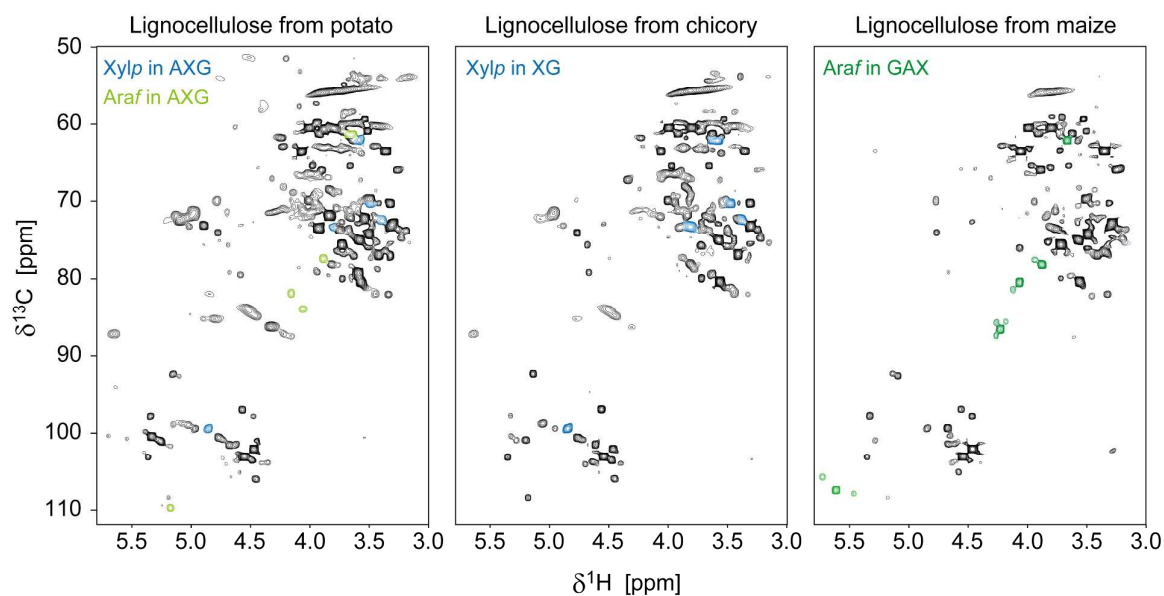 Lignocellulose from potato
Lignocellulose from chicory
Lignocellulose from maize
Xylp in AXG
Araf in AXG
Xylp in XG
Araf in GAX
50
60
70
80
90
100
110
δ13C [ppm]
5.5 5.0 4.5 4.0 3.5 3.0
5.5 5.0 4.5 4.0 3.5 3.0
5.5 5.0 4.5 4.0 3.5 3.0
δ1H [ppm]